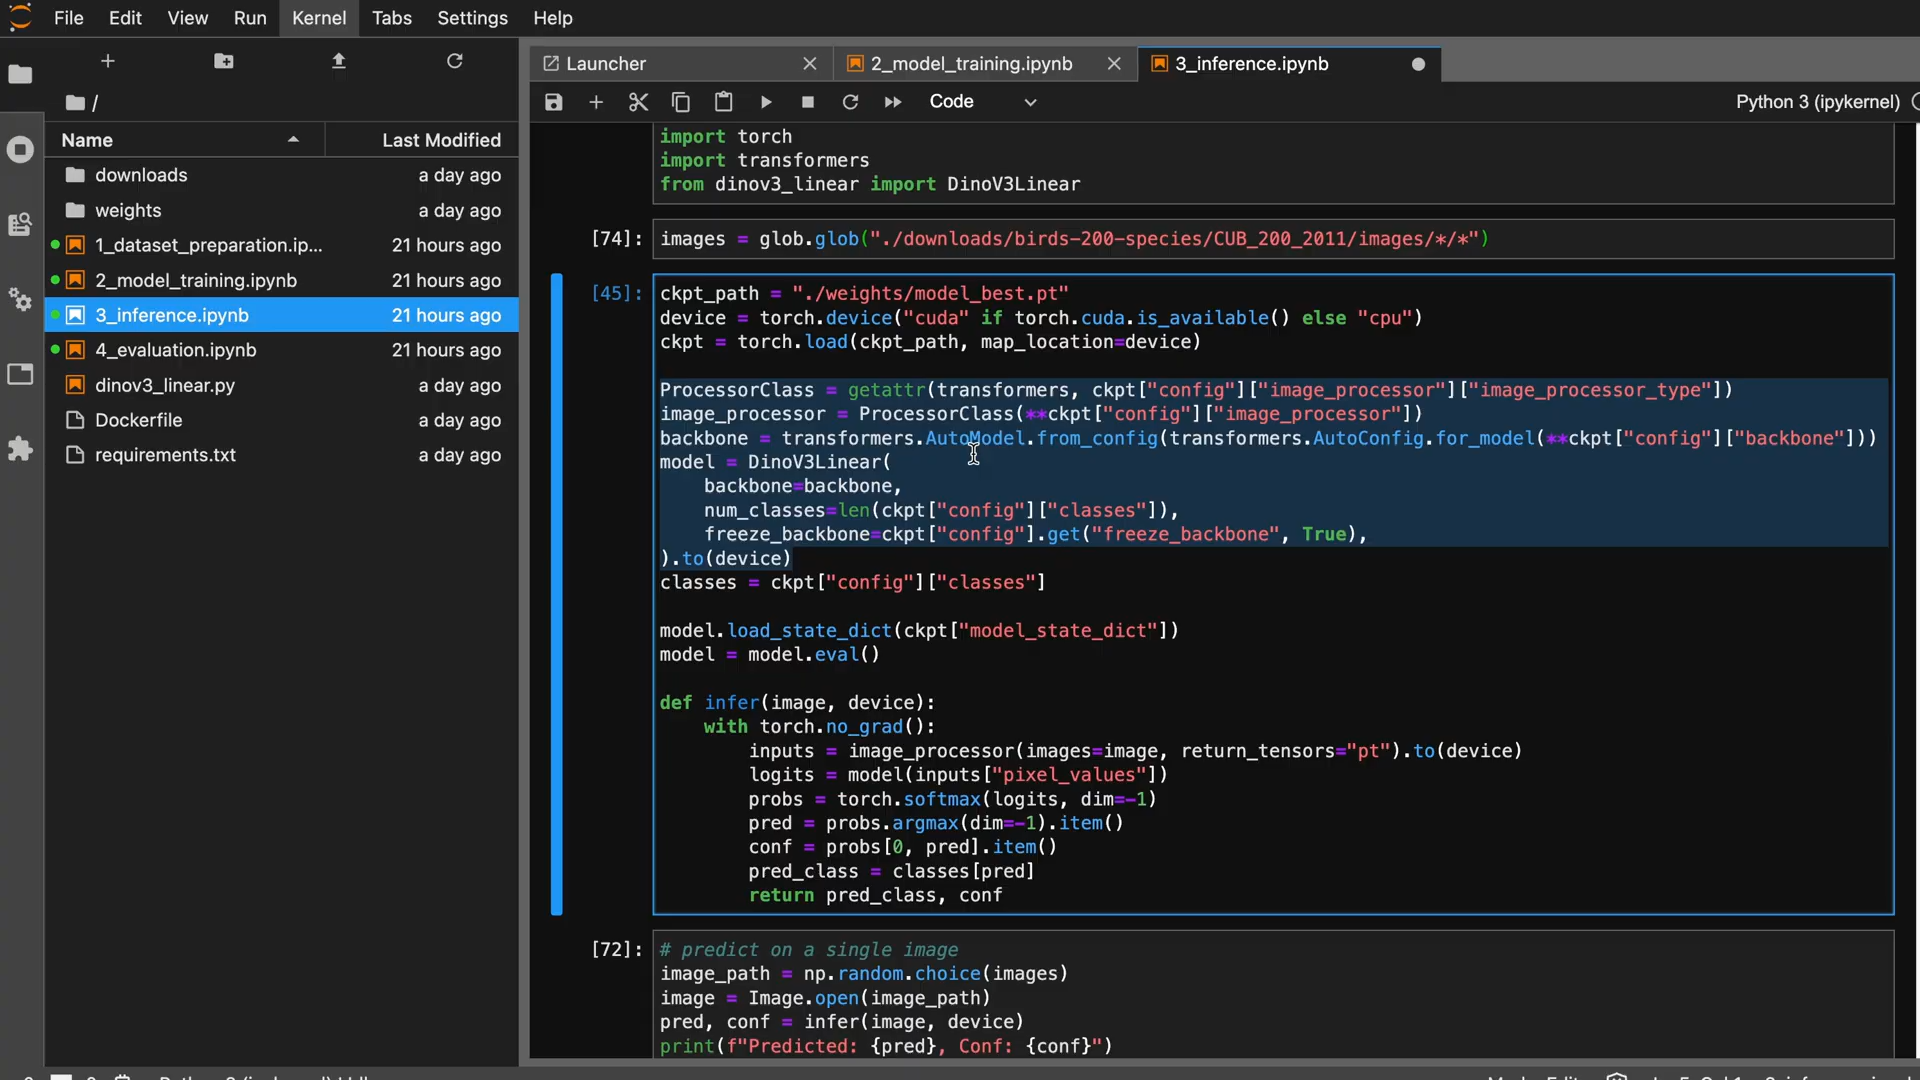 File Edit View Run Kernel Tabs Settings Help
Launcher
2_model_training.ipynb
3_inference.ipynb
/
Code
Python 3 (ipykernel)
Name
Last Modified
downloads a day ago
weights a day ago
1_dataset_preparation.ip... 21 hours ago
2_model_training.ipynb 21 hours ago
3_inference.ipynb 21 hours ago
4_evaluation.ipynb 21 hours ago
dinov3_linear.py a day ago
Dockerfile a day ago
requirements.txt a day ago
import torch
import transformers
from dinov3_linear import DinoV3Linear
[74]: images = glob.glob("./downloads/birds-200-species/CUB_200_2011/images/*/*")
[45]: ckpt_path = "./weights/model_best.pt"
device = torch.device("cuda" if torch.cuda.is_available() else "cpu")
ckpt = torch.load(ckpt_path, map_location=device)
ProcessorClass = getattr(transformers, ckpt["config"]["image_processor"]["image_processor_type"])
image_processor = ProcessorClass(**ckpt["config"]["image_processor"])
backbone = transformers.AutoModel.from_config(transformers.AutoConfig.for_model(**ckpt["config"]["backbone"]))
model = DinoV3Linear(
backbone=backbone,
num_classes=len(ckpt["config"]["classes"]),
freeze_backbone=ckpt["config"].get("freeze_backbone", True),
).to(device)
classes = ckpt["config"]["classes"]
model.load_state_dict(ckpt["model_state_dict"])
model = model.eval()
def infer(image, device):
with torch.no_grad():
inputs = image_processor(images=image, return_tensors="pt").to(device)
logits = model(inputs["pixel_values"])
probs = torch.softmax(logits, dim=-1)
pred = probs.argmax(dim=-1).item()
conf = probs[0, pred].item()
pred_class = classes[pred]
return pred_class, conf
[72]: # predict on a single image
image_path = np.random.choice(images)
image = Image.open(image_path)
pred, conf = infer(image, device)
print(f"Predicted: {pred}, Conf: {conf}")